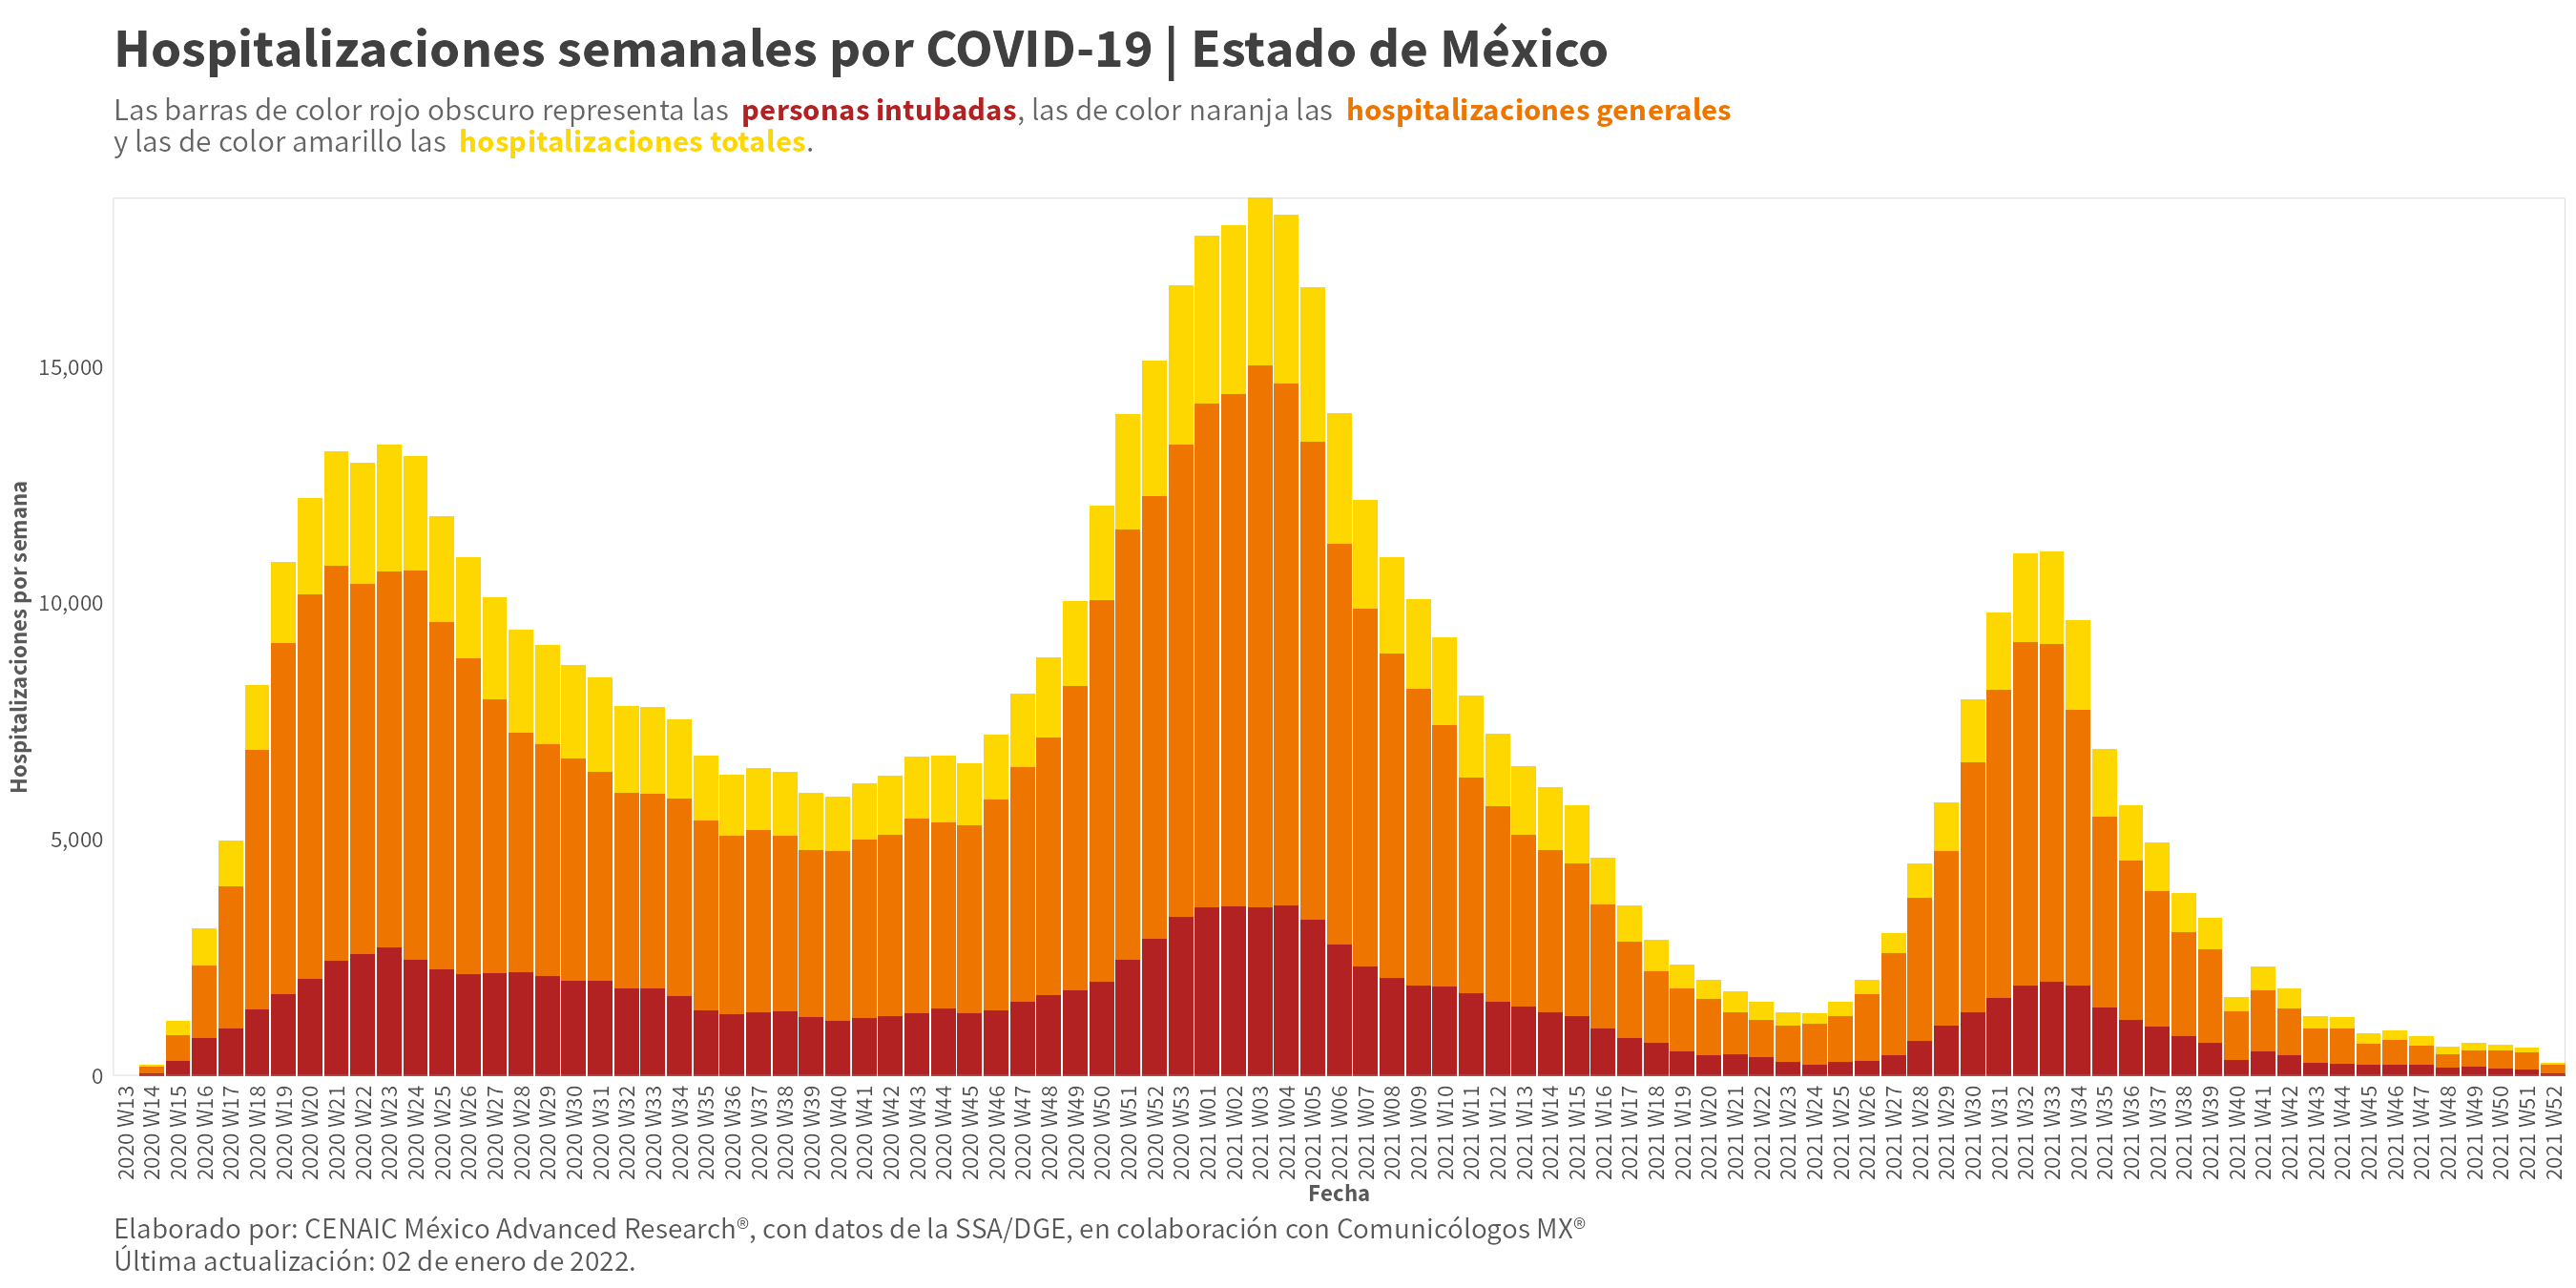 Hospitalizaciones semanales por COVID-19 | Estado de México
Las barras de color rojo obscuro representa las personas intubadas, las de color naranja las hospitalizaciones generales
y las de color amarillo las hospitalizaciones totales.
Hospitalizaciones por semana
15,000
10,000
5,000
0
2020 W13
2020 W14
2020 W15
2020 W16
2020 W17
2020 W18
2020 W19
2020 W20
2020 W21
2020 W22
2020 W23
2020 W24
2020 W25
2020 W26
2020 W27
2020 W28
2020 W29
2020 W30
2020 W31
2020 W32
2020 W33
2020 W34
2020 W35
2020 W36
2020 W37
2020 W38
2020 W39
2020 W40
2020 W41
2020 W42
2020 W43
2020 W44
2020 W45
2020 W46
2020 W47
2020 W48
2020 W49
2020 W50
2020 W51
2020 W52
2020 W53
2021 W01
2021 W02
2021 W03
2021 W04
2021 W05
2021 W06
2021 W07
2021 W08
2021 W09
2021 W10
2021 W11
2021 W12
2021 W13
2021 W14
2021 W15
2021 W16
2021 W17
2021 W18
2021 W19
2021 W20
2021 W21
2021 W22
2021 W23
2021 W24
2021 W25
2021 W26
2021 W27
2021 W28
2021 W29
2021 W30
2021 W31
2021 W32
2021 W33
2021 W34
2021 W35
2021 W36
2021 W37
2021 W38
2021 W39
2021 W40
2021 W41
2021 W42
2021 W43
2021 W44
2021 W45
2021 W46
2021 W47
2021 W48
2021 W49
2021 W50
2021 W51
2021 W52
Fecha
Elaborado por: CENAIC México Advanced Research®, con datos de la SSA/DGE, en colaboración con Comunicólogos MX®
Última actualización: 02 de enero de 2022.